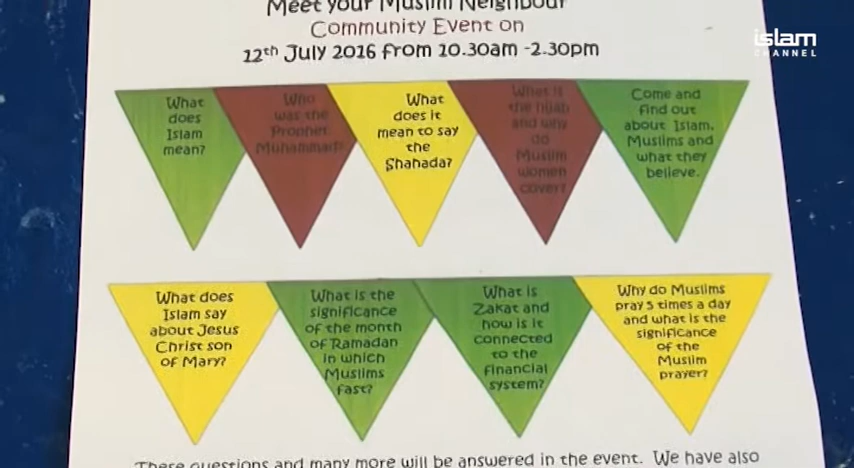 Meet your Muslim Neighbour
Community Event on
12th July 2016 from 10.30am -2.30pm
islam
CHANNEL
What
does
Islam
mean?
Who
was the
Prophet
Muhammad?
What
does it
mean to say
the
Shahada?
What is
the hijab
and why
do
Muslim
women
cover?
Come and
find out
about Islam,
Muslims and
what they
believe.
What does
Islam say
about Jesus
Christ son
of Mary?
What is the
significance
of the month
of Ramadan
in which
Muslims
fast?
What is
Zakat and
how is it
connected
to the
financial
system?
Why do Muslims
pray 5 times a day
and what is the
significance
of the
Muslim
prayer?
These questions and many more will be answered in the event. We have also